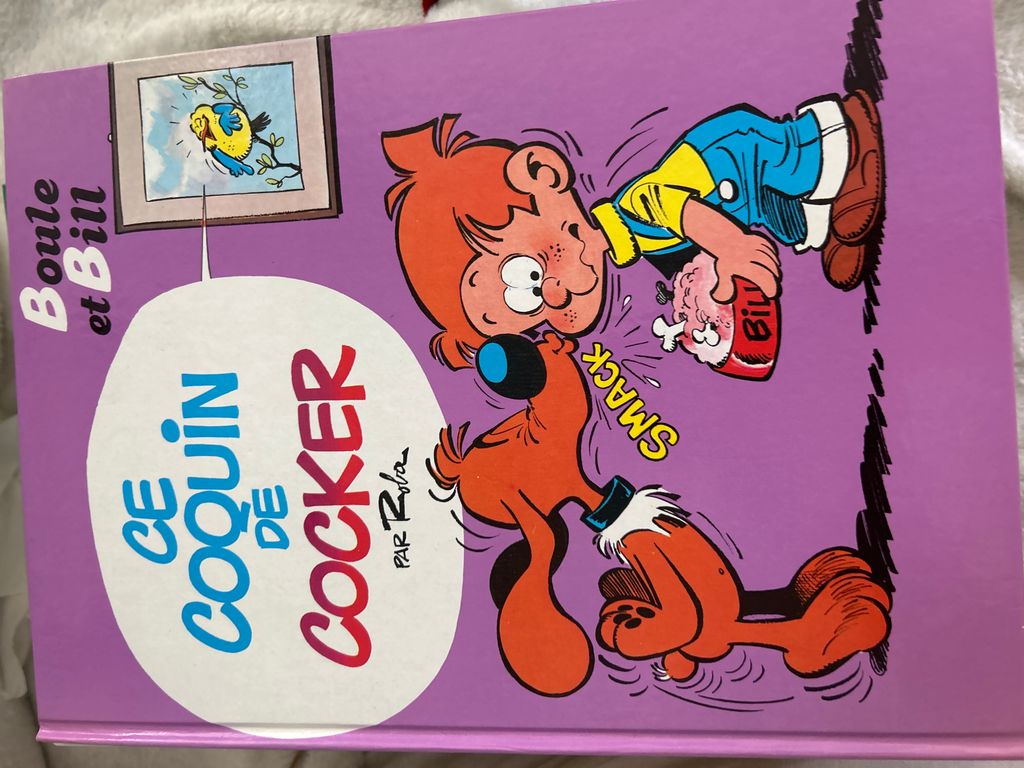 Boule
et Bill
CE
COQUIN
DE
COCKER
PAR Roba
SMACK
Bill